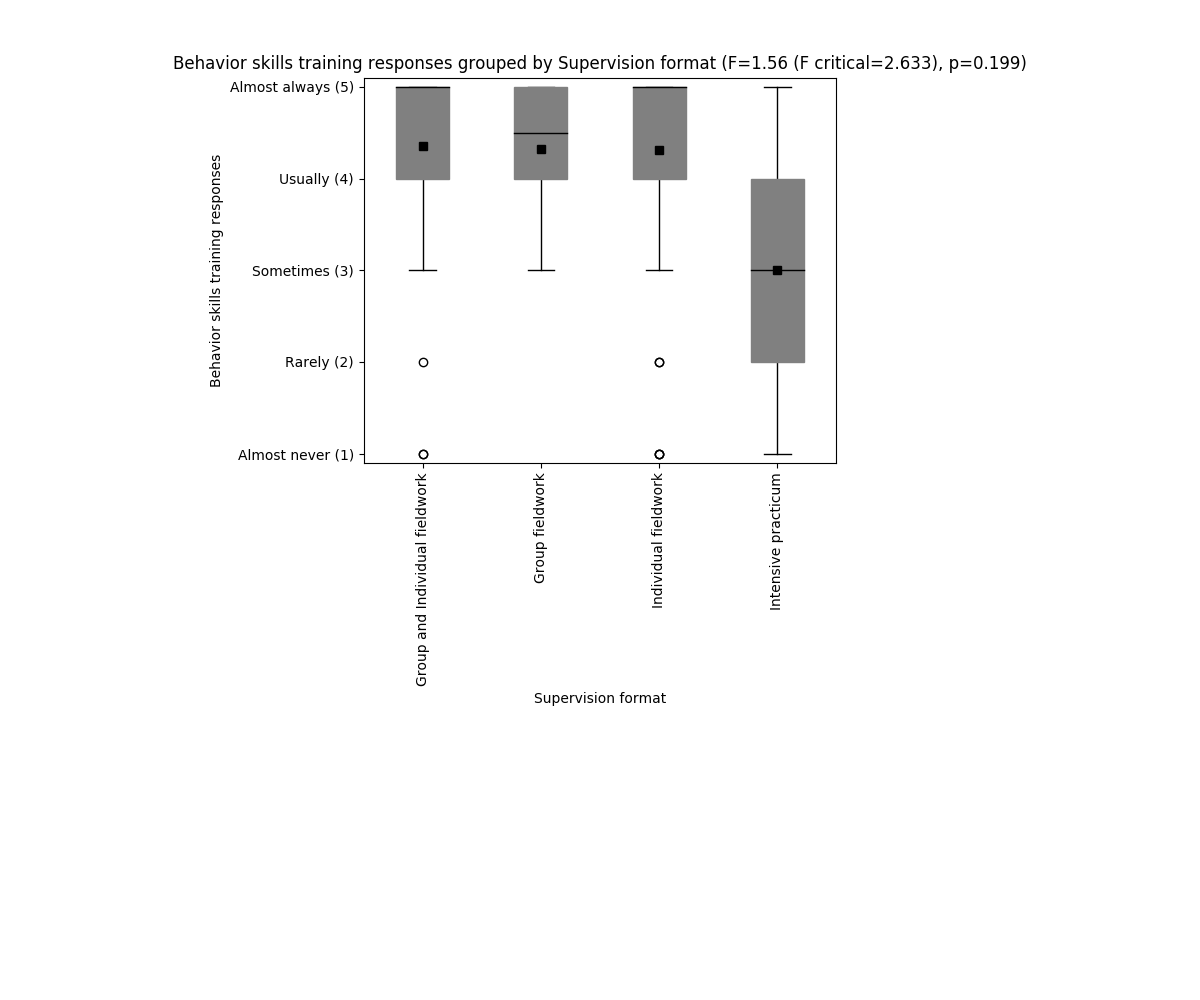 Behavior skills training responses grouped by Supervision format (F=1.56 (F critical=2.633), p=0.199)
Almost always (5)
Usually (4)
Sometimes (3)
Rarely (2)
Almost never (1)
Behavior skills training responses
Group and Individual fieldwork
Group fieldwork
Individual fieldwork
Intensive practicum
Supervision format